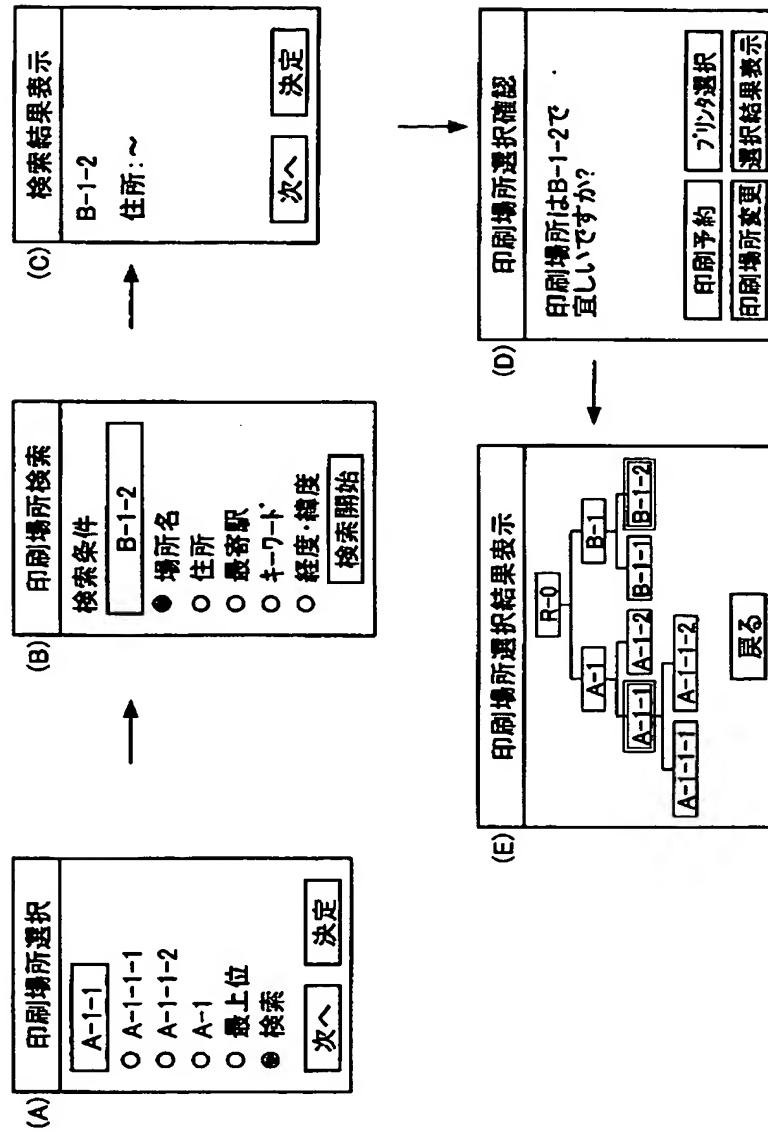 (A)
印刷場所選択
A-1-1
A-1-1-1
A-1-1-2
A-1
最上位
検索
次へ 決定
(B)
印刷場所検索
検索条件
B-1-2
場所名
住所
最寄駅
キーワード
経度・緯度
検索開始
(C)
検索結果表示
B-1-2
住所:~
次へ 決定
(D)
印刷場所選択確認
印刷場所はB-1-2で
宜しいですか?
印刷予約 プリンタ選択
印刷場所変更 選択結果表示
(E)
印刷場所選択結果表示
R-0
A-1 B-1
A-1-1 A-1-2 B-1-1 B-1-2
A-1-1-1 A-1-1-2
戻る